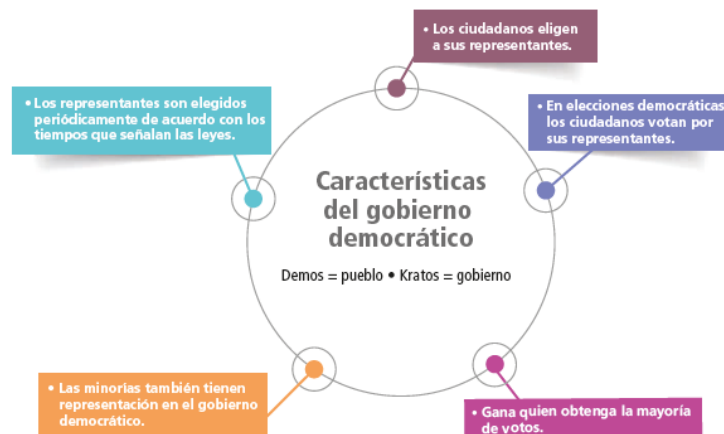 • Los ciudadanos eligen
a sus representantes.
• Los representantes son elegidos
periódicamente de acuerdo con los
tiempos que señalan las leyes.
• En elecciones democráticas
los ciudadanos votan por
sus representantes.
Características
del gobierno
democrático
Demos = pueblo • Kratos = gobierno
• Las minorías también tienen
representación en el gobierno
democrático.
• Gana quien obtenga la mayoría
de votos.